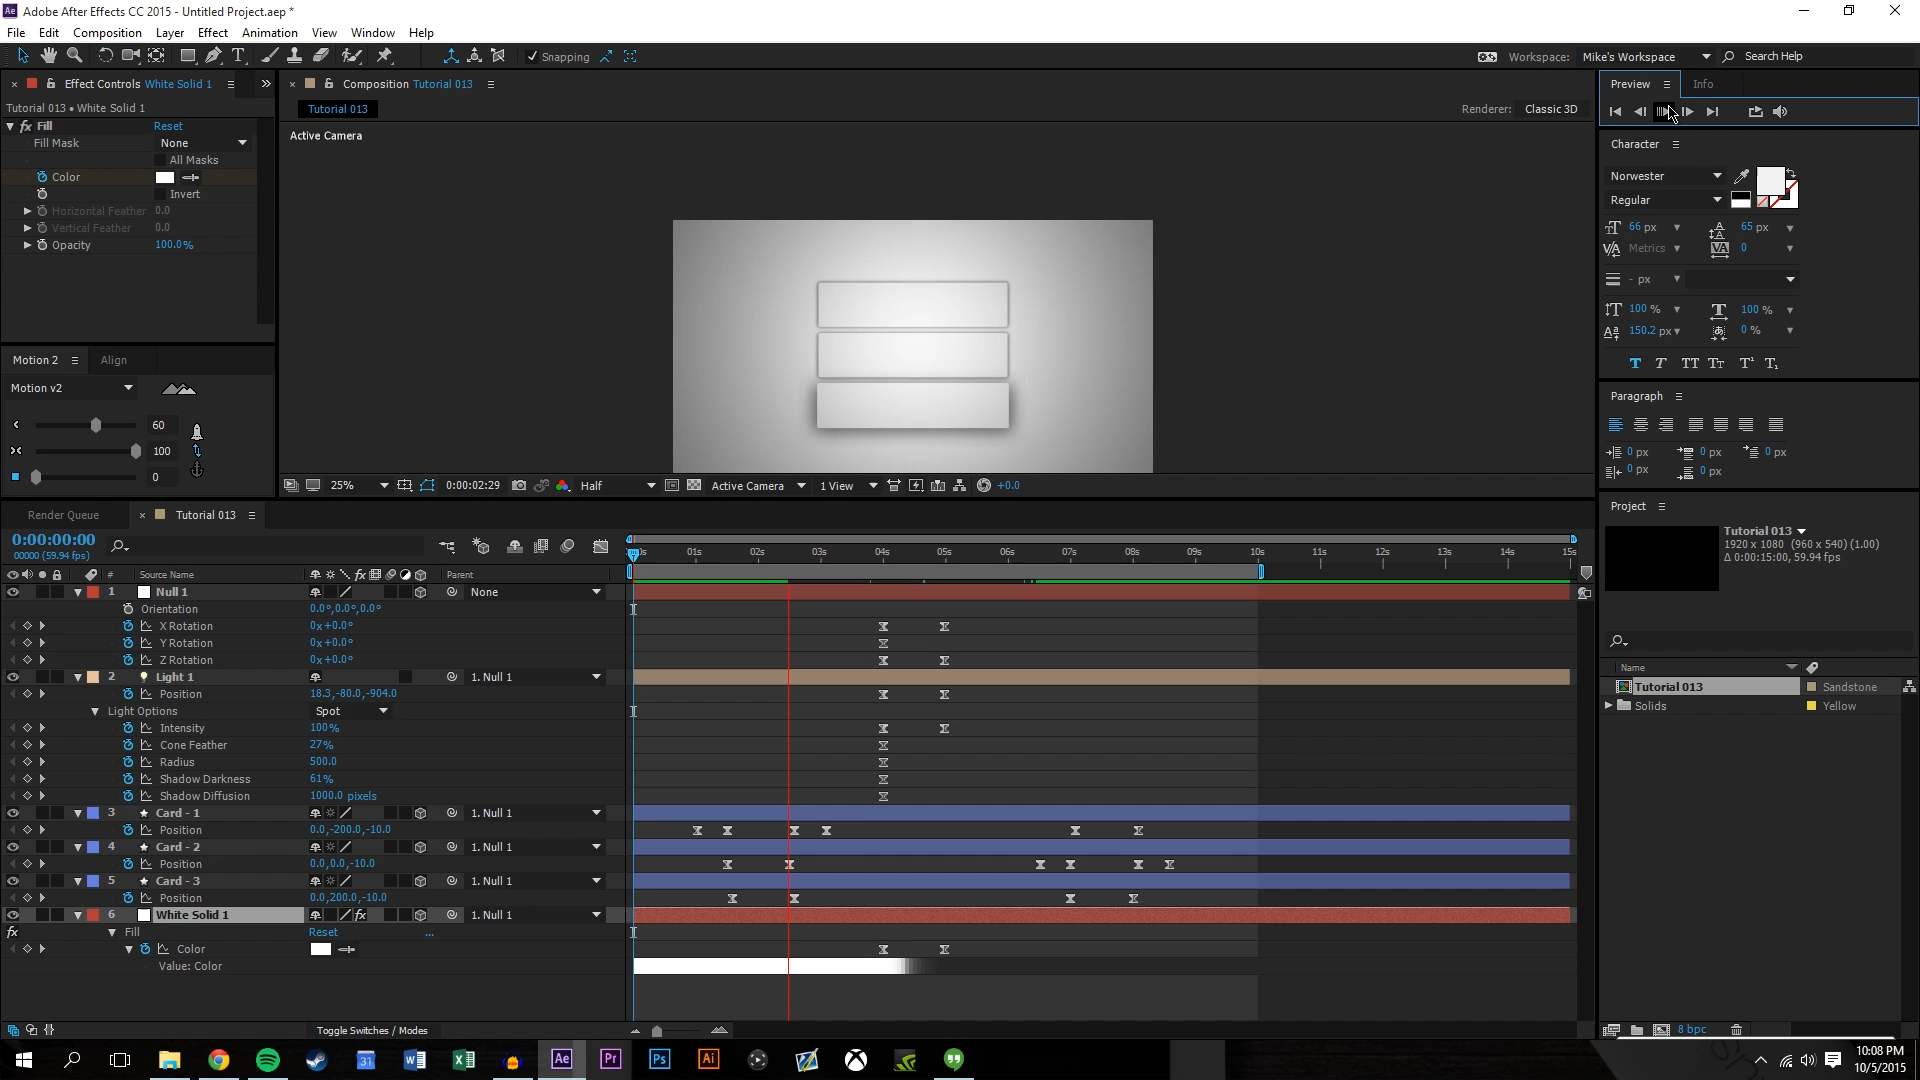 Adobe After Effects CC 2015 - Untitled Project.aep *
File Edit Composition Layer Effect Animation View Window Help
Snapping
Workspace: Mike's Workspace Search Help
Effect Controls White Solid 1
Composition Tutorial 013
Preview Info
Tutorial 013 • White Solid 1
Tutorial 013
Renderer: Classic 3D
fx Fill Reset
Fill Mask None
All Masks
Color
Invert
Horizontal Feather 0.0
Vertical Feather 0.0
Opacity 100.0%
Active Camera
Character
Norwester
Regular
66 px 65 px
Metrics 0
- px
100 % 100 %
150.2 px 0 %
T T TT Tt T¹ T₁
Paragraph
0 px 0 px 0 px
0 px 0 px
Motion 2 Align
Motion v2
60
100
0
25% 0:00:02:29 Half Active Camera 1 View +0.0
Project
Tutorial 013
1920 x 1080 (960 x 540) (1.00)
Δ 0:00:15:00, 59.94 fps
Name
Tutorial 013 Sandstone
Solids Yellow
8 bpc
Render Queue Tutorial 013
0:00:00:00
00000 (59.94 fps)
01s 02s 03s 04s 05s 06s 07s 08s 09s 10s 11s 12s 13s 14s 15s
# Source Name Parent
1 Null 1 None
Orientation 0.0°,0.0°,0.0°
X Rotation 0x+0.0°
Y Rotation 0x+0.0°
Z Rotation 0x+0.0°
2 Light 1 1. Null 1
Position 18.3,-80.0,-904.0
Light Options Spot
Intensity 100%
Cone Feather 27%
Radius 500.0
Shadow Darkness 61%
Shadow Diffusion 1000.0 pixels
3 Card - 1 1. Null 1
Position 0.0,-200.0,-10.0
4 Card - 2 1. Null 1
Position 0.0,0.0,-10.0
5 Card - 3 1. Null 1
Position 0.0,200.0,-10.0
6 White Solid 1 fx 1. Null 1
fx Fill Reset ...
Color
Value: Color
Toggle Switches / Modes
Ae Pr Ps Ai
10:08 PM
10/5/2015